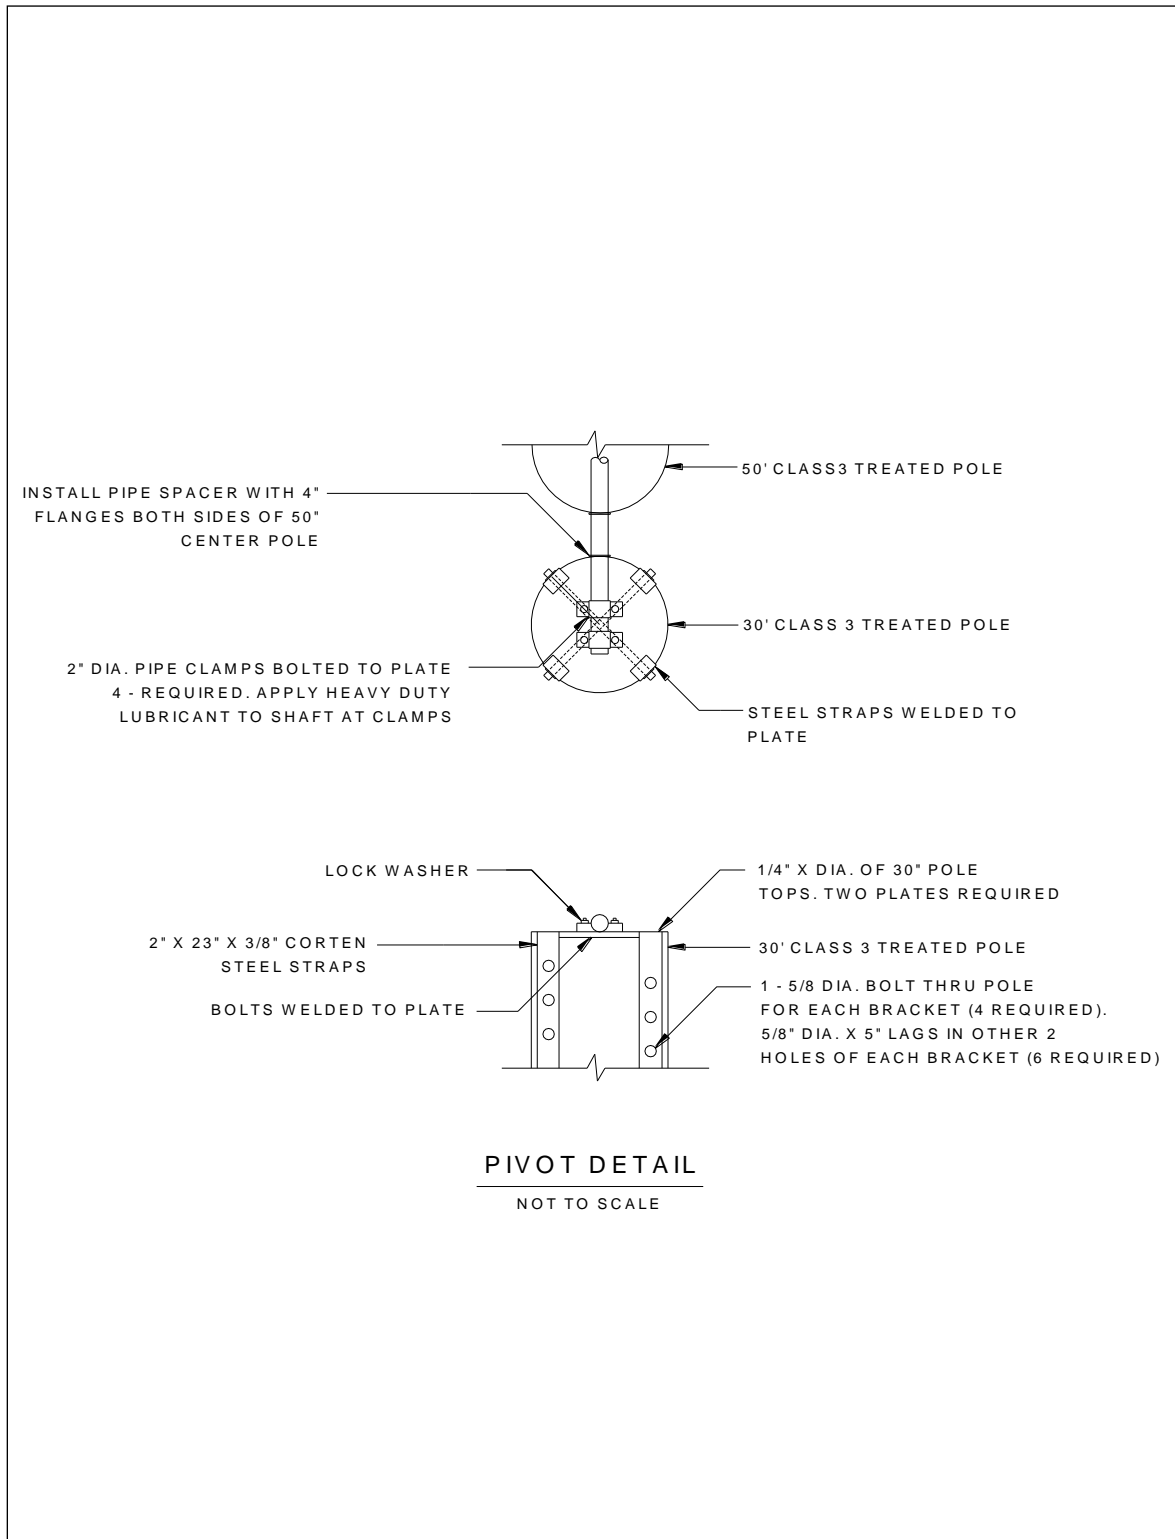 50' CLASS3 TREATED POLE
INSTALL PIPE SPACER WITH 4"
FLANGES BOTH SIDES OF 50"
CENTER POLE
30' CLASS 3 TREATED POLE
2" DIA. PIPE CLAMPS BOLTED TO PLATE
4 - REQUIRED. APPLY HEAVY DUTY
LUBRICANT TO SHAFT AT CLAMPS
STEEL STRAPS WELDED TO
PLATE
LOCK WASHER
1/4" X DIA. OF 30" POLE
TOPS. TWO PLATES REQUIRED
2" X 23" X 3/8" CORTEN
STEEL STRAPS
30' CLASS 3 TREATED POLE
BOLTS WELDED TO PLATE
1 - 5/8 DIA. BOLT THRU POLE
FOR EACH BRACKET (4 REQUIRED).
5/8" DIA. X 5" LAGS IN OTHER 2
HOLES OF EACH BRACKET (6 REQUIRED)
PIVOT DETAIL
NOT TO SCALE